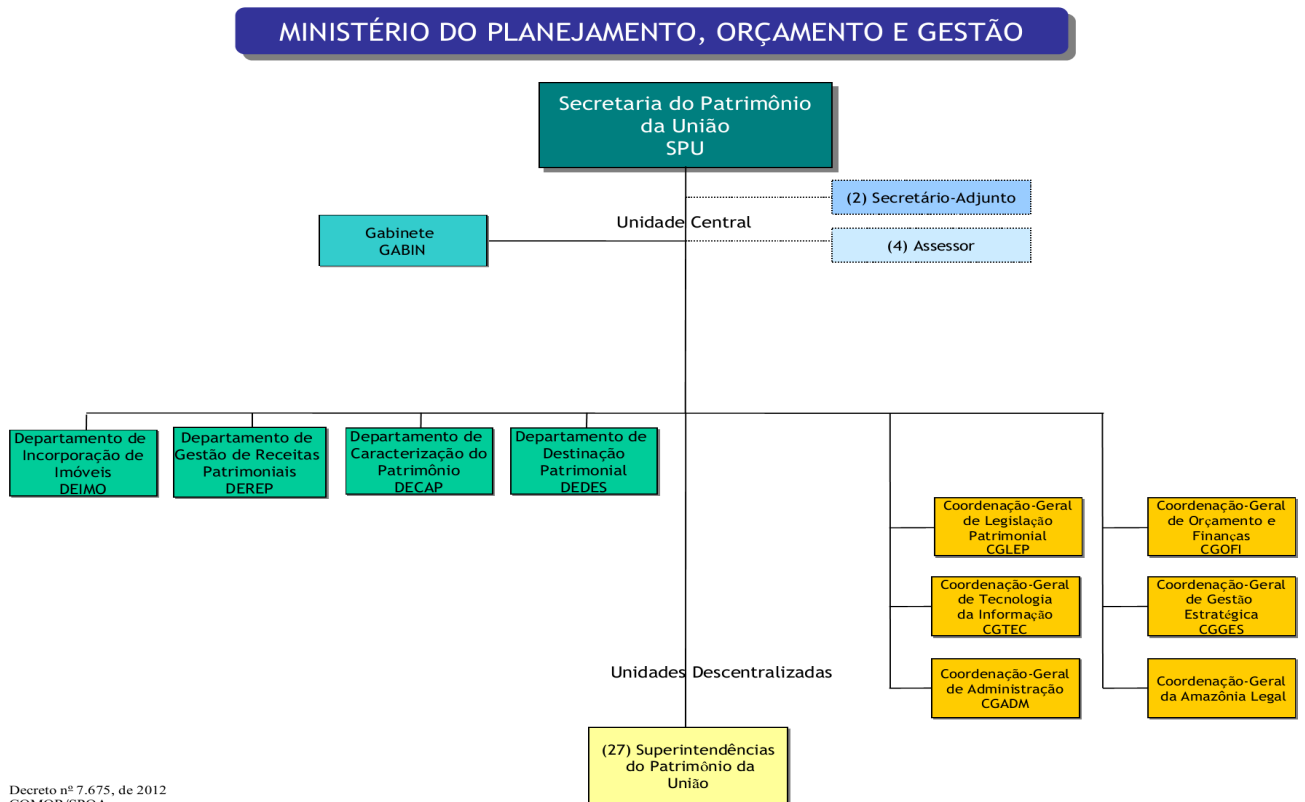 MINISTÉRIO DO PLANEJAMENTO, ORÇAMENTO E GESTÃO
Secretaria do Patrimônio
da União
SPU
(2) Secretário-Adjunto
Unidade Central
Gabinete
GABIN
(4) Assessor
Departamento de
Incorporação de
Imóveis
DEIMO
Departamento de
Gestão de Receitas
Patrimoniais
DEREP
Departamento de
Caracterização do
Patrimônio
DECAP
Departamento de
Destinação
Patrimonial
DEDES
Coordenação-Geral
de Legislação
Patrimonial
CGLEP
Coordenação-Geral
de Orçamento e
Finanças
CGOFI
Coordenação-Geral
de Tecnologia
da Informação
CGTEC
Coordenação-Geral
de Gestão
Estratégica
CGGES
Unidades Descentralizadas
Coordenação-Geral
de Administração
CGADM
Coordenação-Geral
da Amazônia Legal
(27) Superintendências
do Patrimônio da
União
Decreto nº 7.675, de 2012